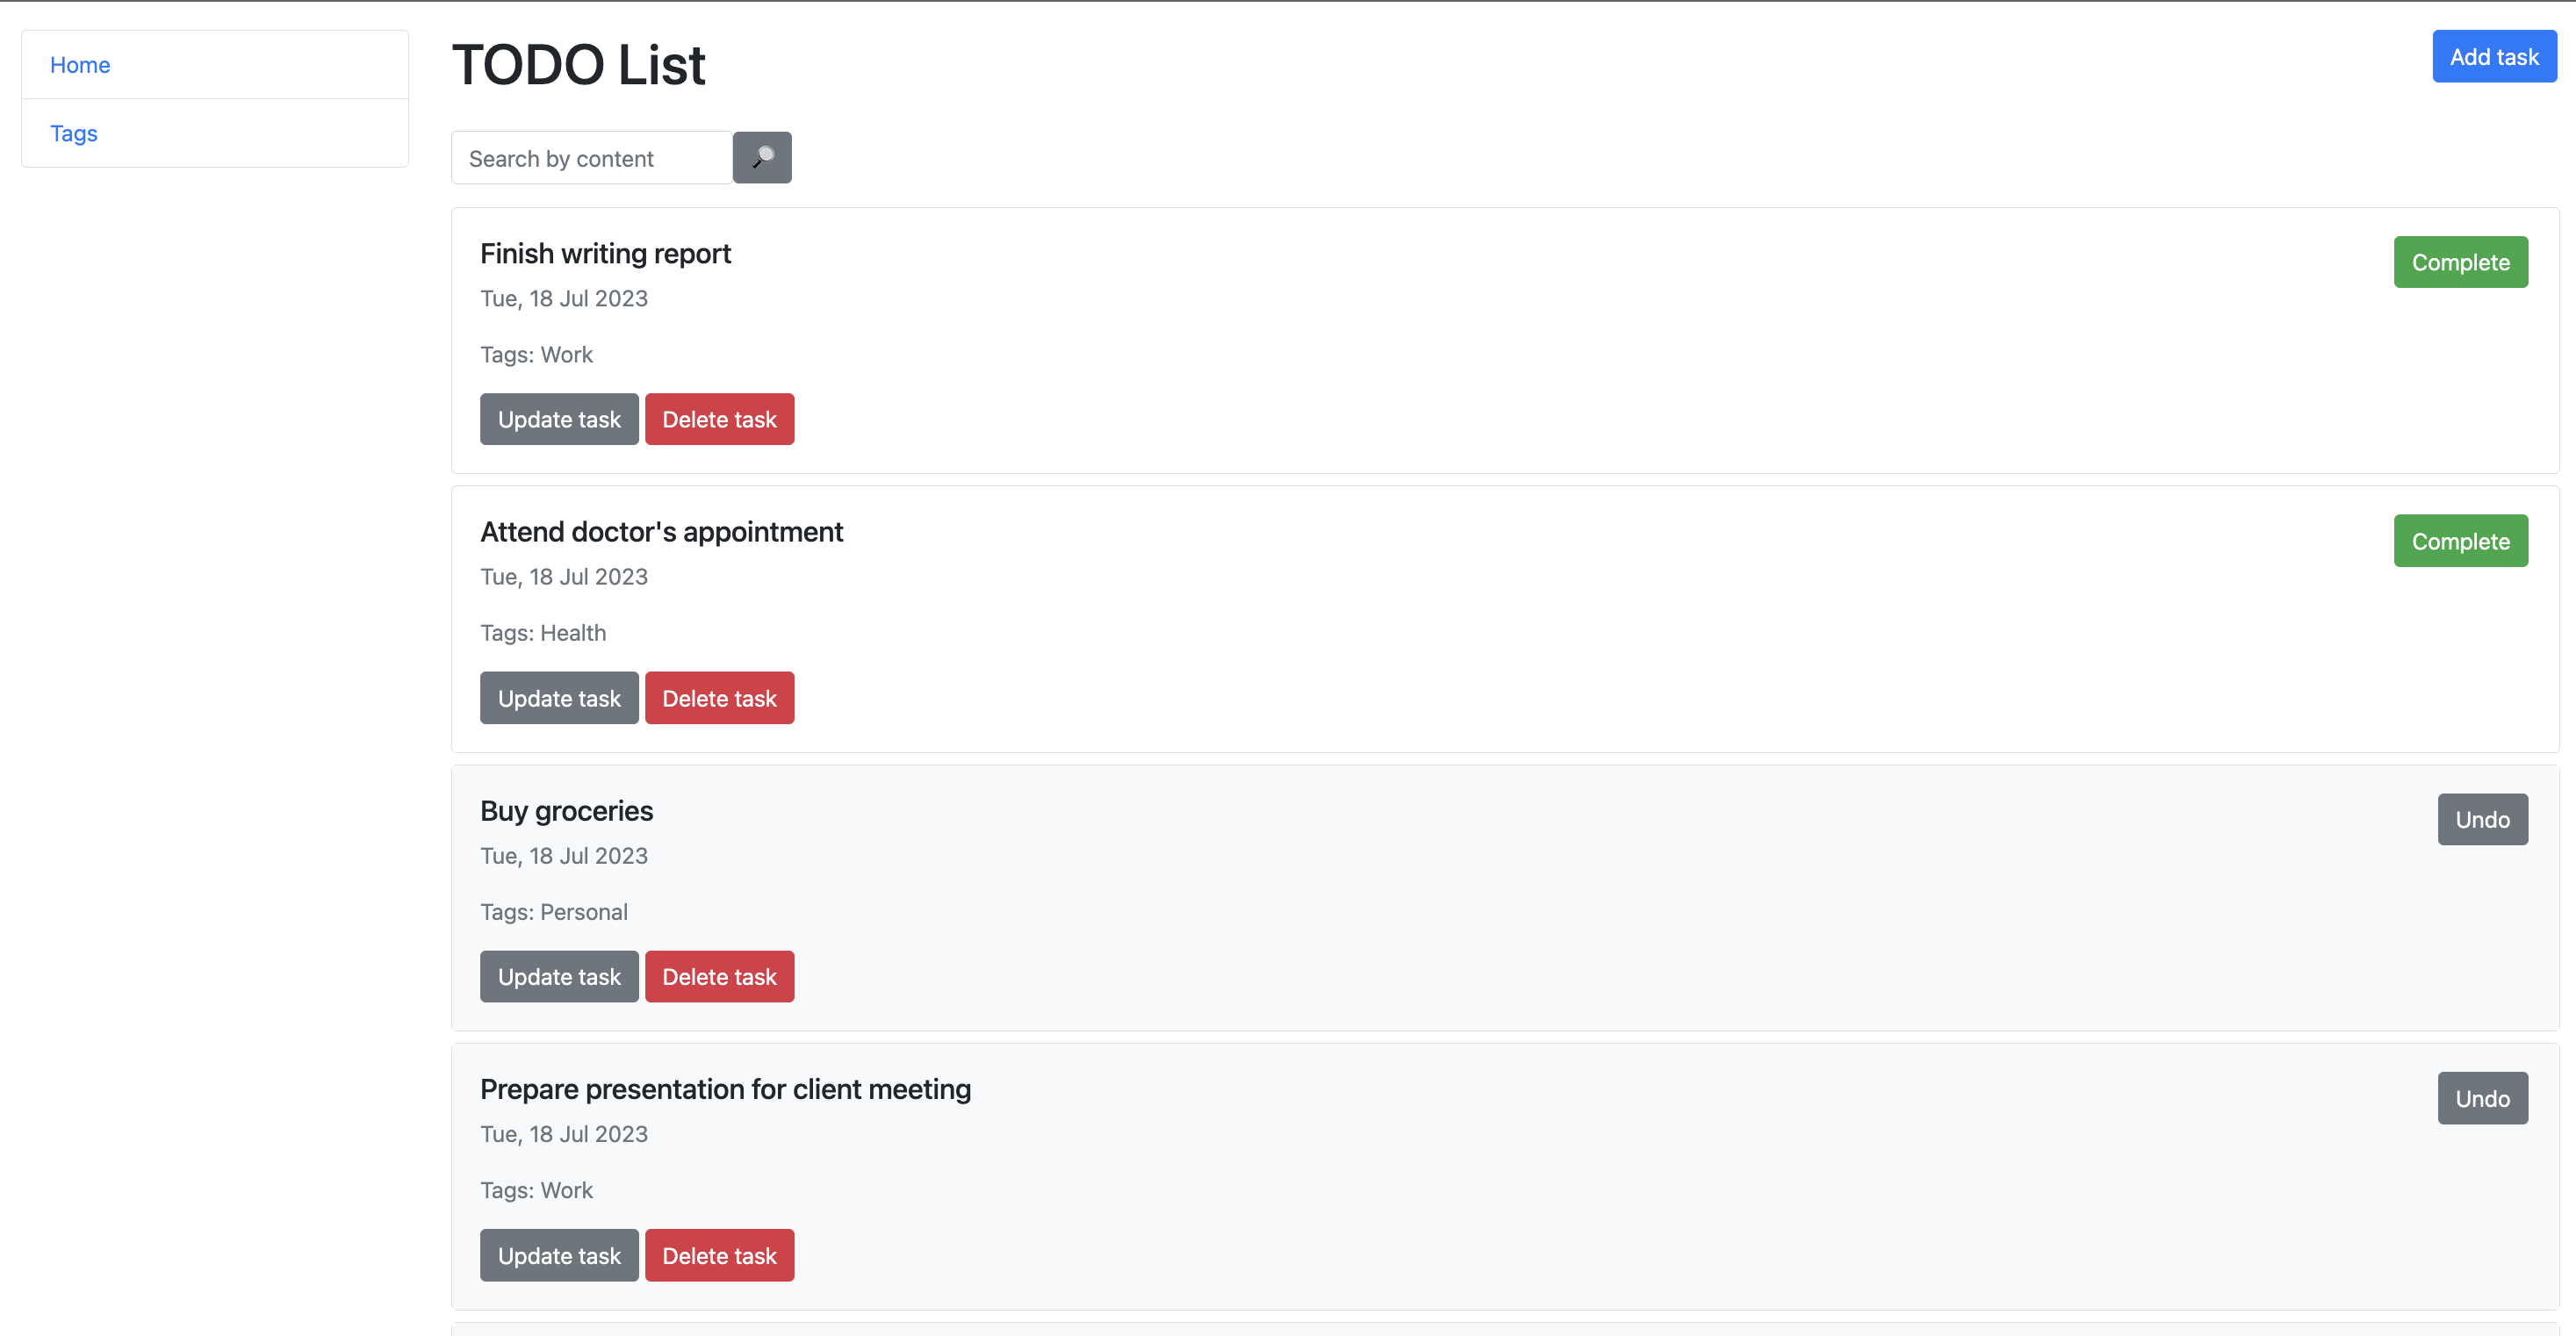 Home
Tags
TODO List
Add task
Search by content
Finish writing report
Complete
Tue, 18 Jul 2023
Tags: Work
Update task Delete task
Attend doctor's appointment
Complete
Tue, 18 Jul 2023
Tags: Health
Update task Delete task
Buy groceries
Undo
Tue, 18 Jul 2023
Tags: Personal
Update task Delete task
Prepare presentation for client meeting
Undo
Tue, 18 Jul 2023
Tags: Work
Update task Delete task